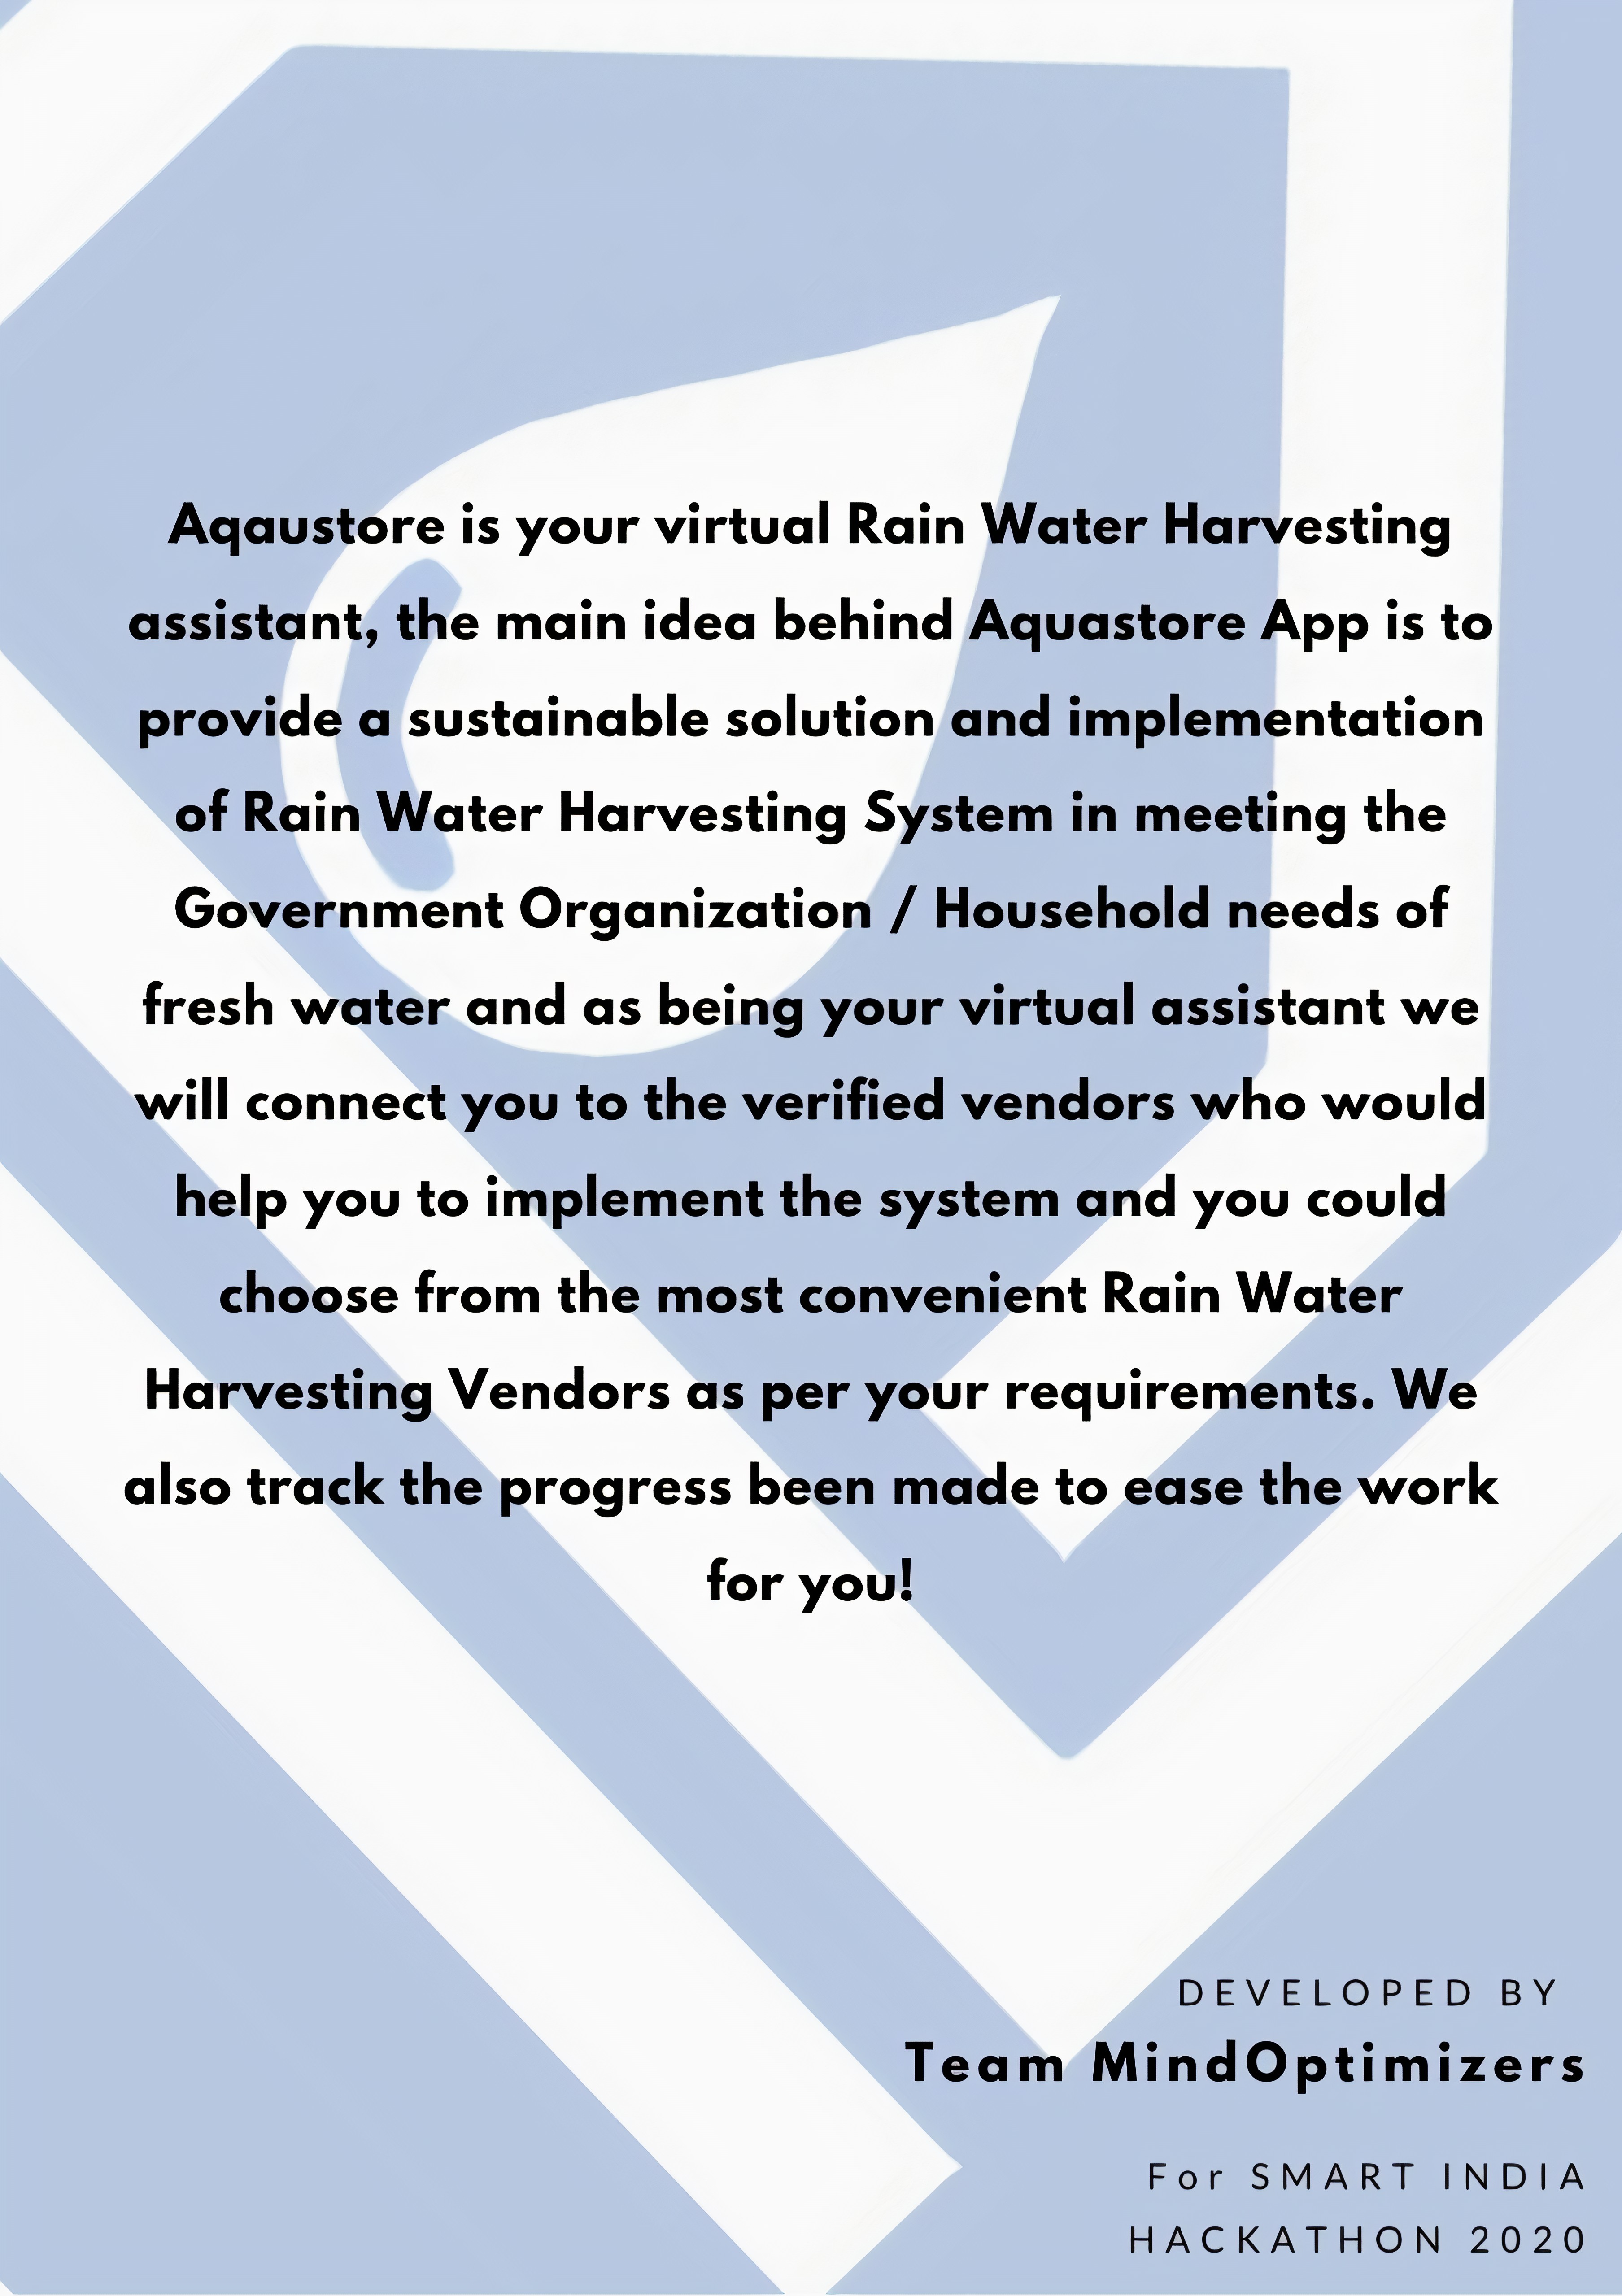 Aqaustore is your virtual Rain Water Harvesting
assistant, the main idea behind Aquastore App is to
provide a sustainable solution and implementation
of Rain Water Harvesting System in meeting the
Government Organization / Household needs of
fresh water and as being your virtual assistant we
will connect you to the verified vendors who would
help you to implement the system and you could
choose from the most convenient Rain Water
Harvesting Vendors as per your requirements. We
also track the progress been made to ease the work
for you!
DEVELOPED BY
Team MindOptimizers
For SMART INDIA
HACKATHON 2020